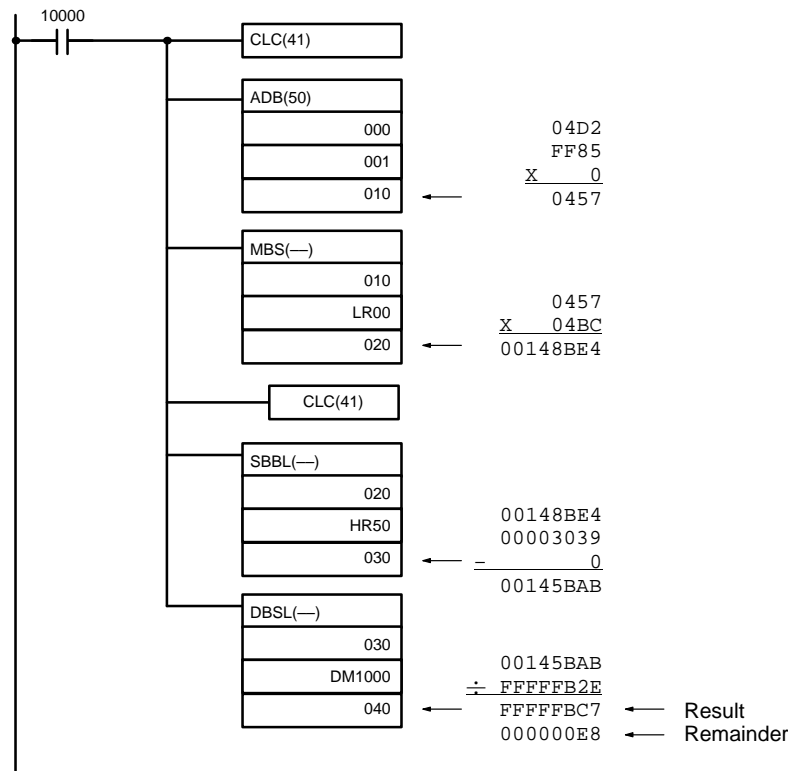 10000
CLC(41)
ADB(50)
000
001
010
04D2
FF85
X 0
0457
MBS(––)
010
LR00
020
0457
X 04BC
00148BE4
CLC(41)
SBBL(––)
020
HR50
030
00148BE4
00003039
– 0
00145BAB
DBSL(––)
030
DM1000
040
00145BAB
÷ FFFFFB2E
FFFFFBC7 Result
000000E8 Remainder